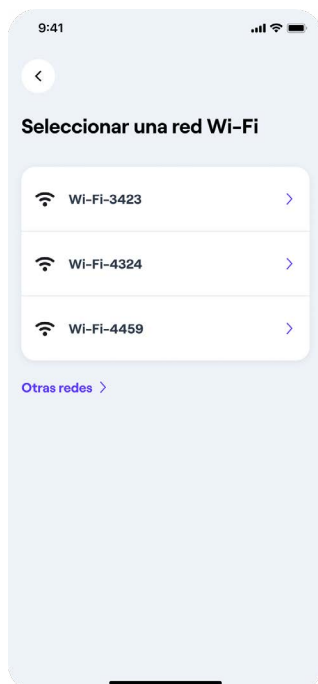 9:41
Seleccionar una red Wi-Fi
Wi-Fi-3423
Wi-Fi-4324
Wi-Fi-4459
Otras redes